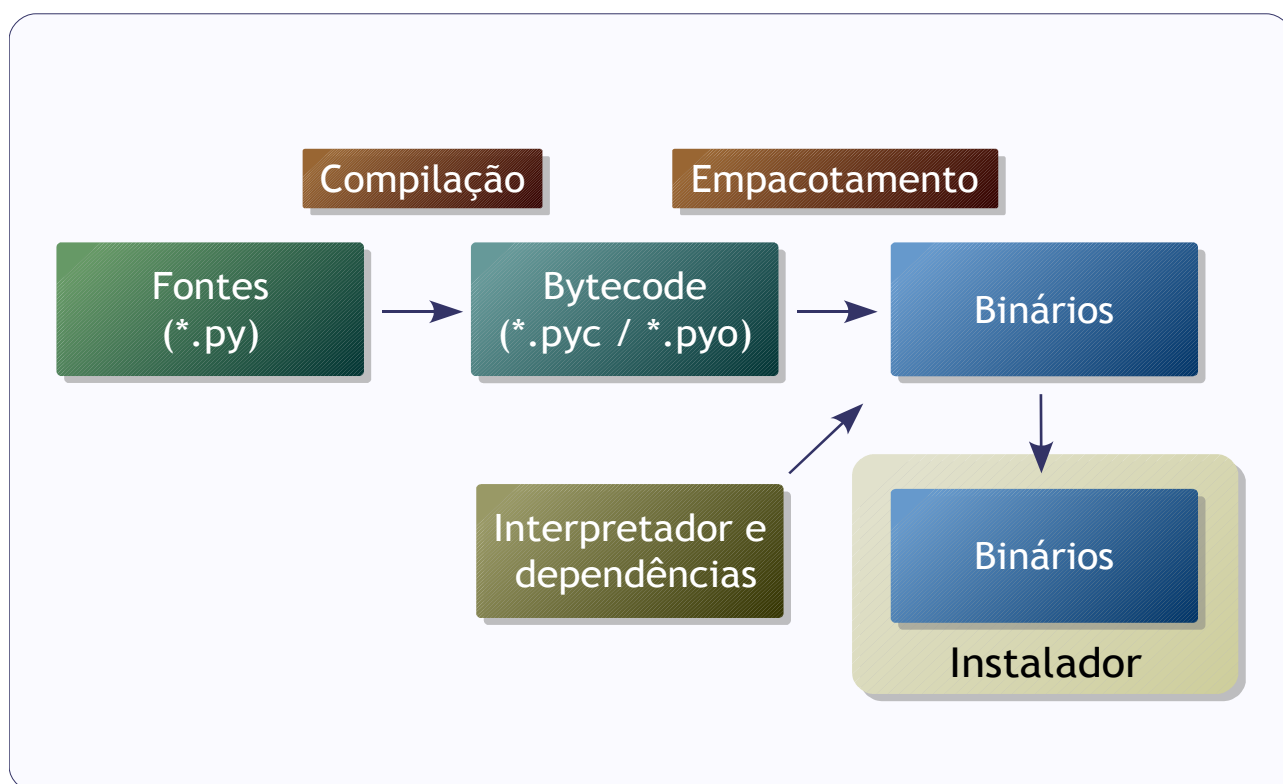 Compilação
Empacotamento
Fontes
(*.py)
Bytecode
(*.pyc / *.pyo)
Binários
Interpretador e
dependências
Binários
Instalador